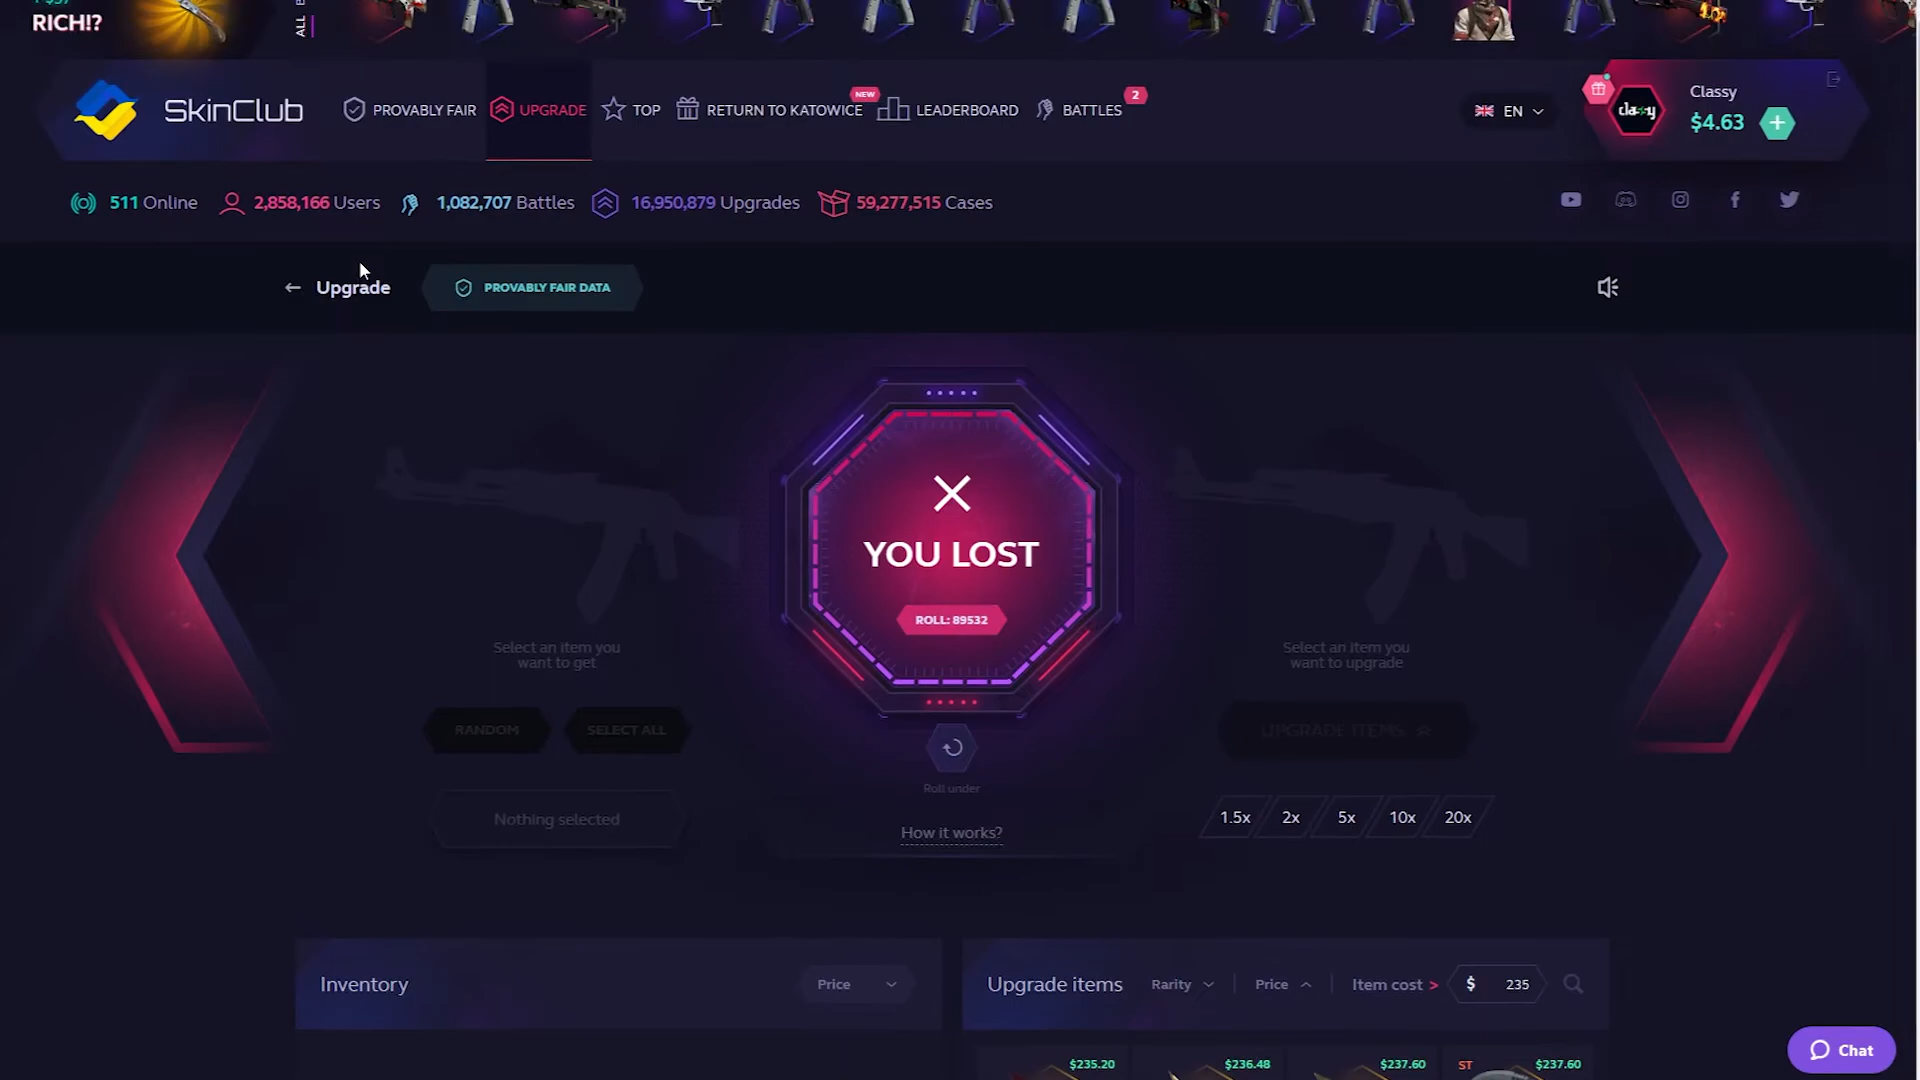 RICH!?
ALL
SkinClub
PROVABLY FAIR
UPGRADE
TOP
RETURN TO KATOWICE
NEW
LEADERBOARD
BATTLES
2
EN
clas-y
Classy
$4.63
511 Online
2,858,166 Users
1,082,707 Battles
16,950,879 Upgrades
59,277,515 Cases
← Upgrade
PROVABLY FAIR DATA
YOU LOST
ROLL: 89532
Select an item you
want to get
Select an item you
want to upgrade
RANDOM
SELECT ALL
UPGRADE ITEMS
Roll under
Nothing selected
How it works?
1.5x
2x
5x
10x
20x
Inventory
Price
Upgrade items
Rarity
Price
Item cost >
$ 235
$235.20
$236.48
$237.60
ST
$237.60
Chat